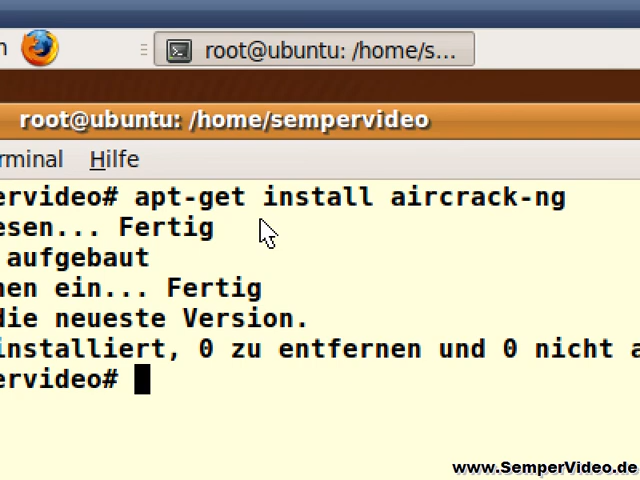 root@ubuntu: /home/s...
root@ubuntu: /home/sempervideo
rminal Hilfe
ervideo# apt-get install aircrack-ng
esen... Fertig
aufgebaut
nen ein... Fertig
die neueste Version.
installiert, 0 zu entfernen und 0 nicht a
ervideo#
www.SemperVideo.de